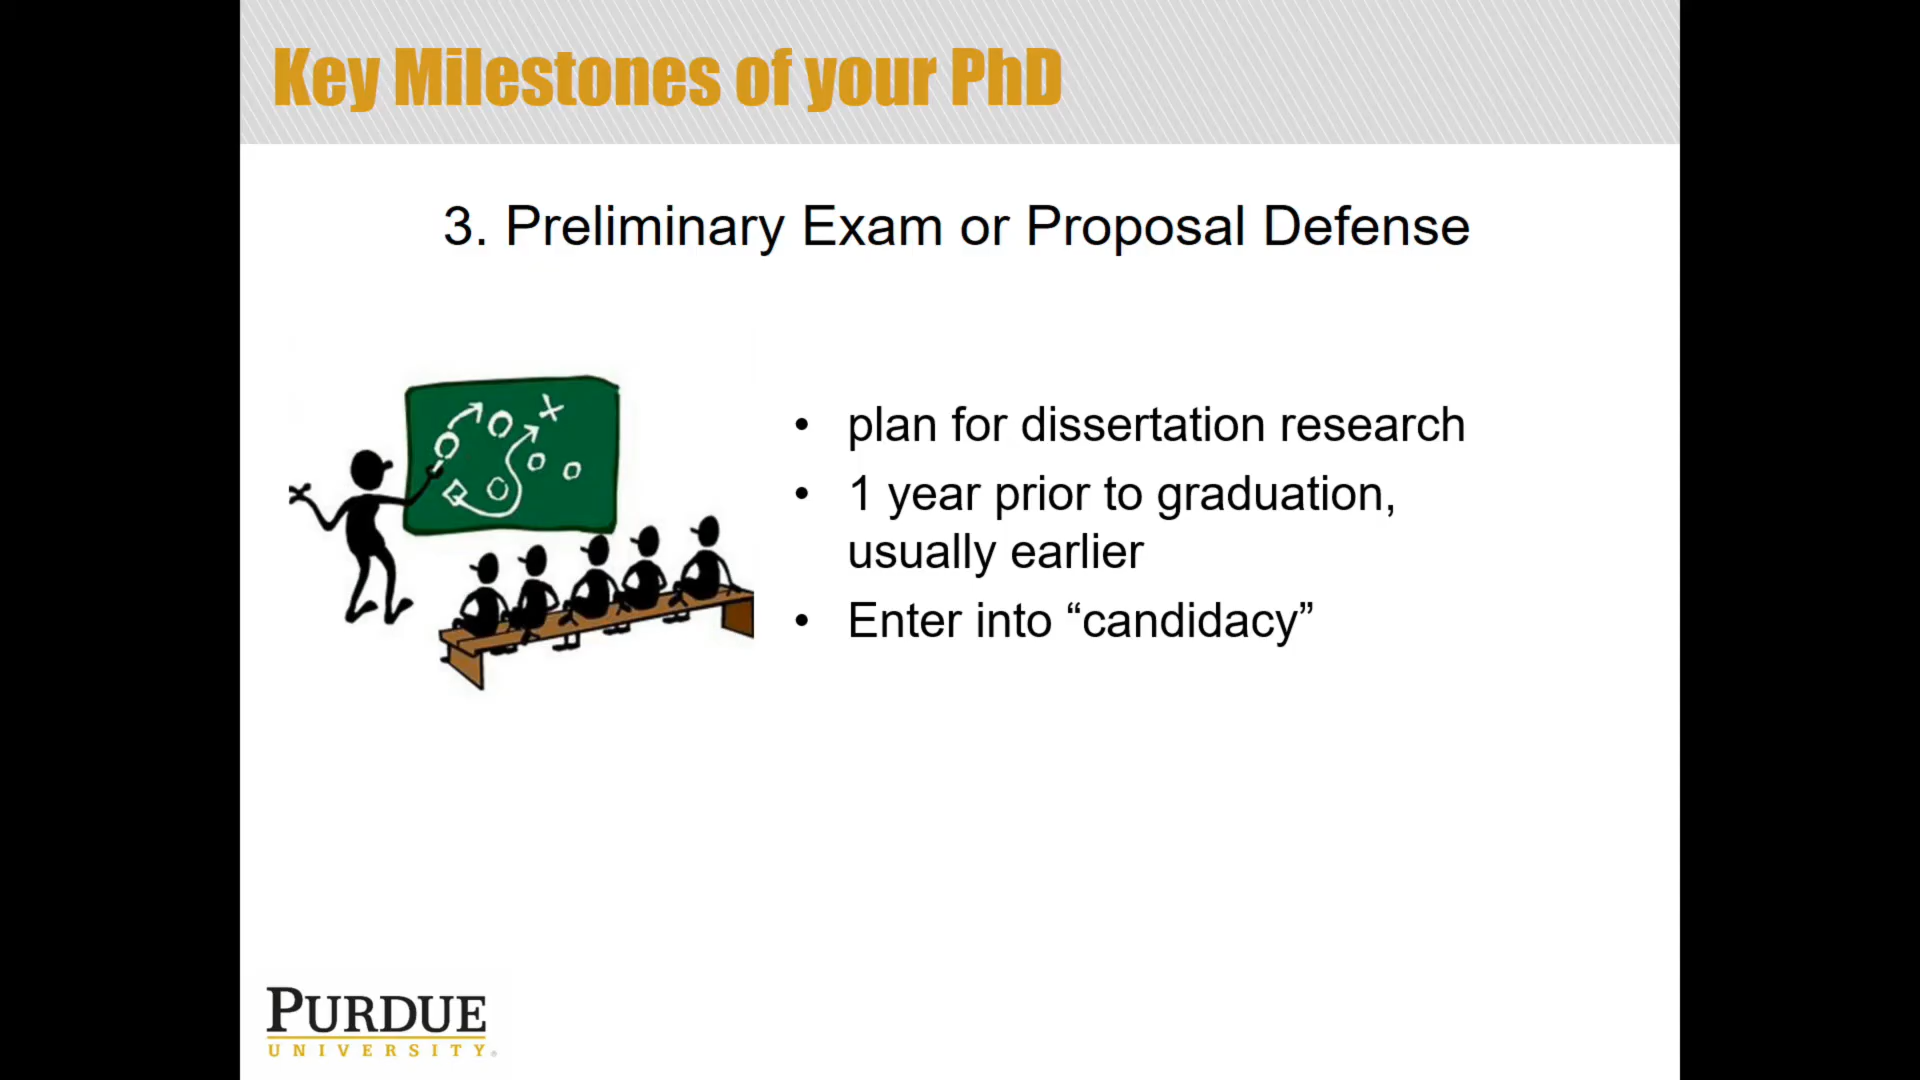 Key Milestones of your PhD
3. Preliminary Exam or Proposal Defense
• plan for dissertation research
• 1 year prior to graduation,
usually earlier
• Enter into “candidacy”
PURDUE
UNIVERSITY®